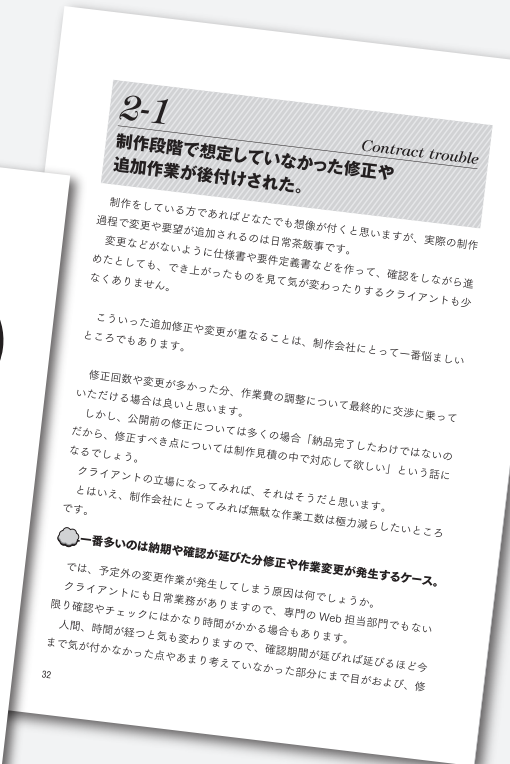 2-1
Contract trouble
制作段階で想定していなかった修正や
追加作業が後付けされた。
制作をしている方であればどなたでも想像が付くと思いますが、実際の制作
過程で変更や要望が追加されるのは日常茶飯事です。
変更などがないように仕様書や要件定義書などを作って、確認をしながら進
めたとしても、でき上がったものを見て気が変わったりするクライアントも少
なくありません。
こういった追加修正や変更が重なることは、制作会社にとって一番悩ましい
ところでもあります。
修正回数や変更が多かった分、作業費の調整について最終的に交渉に乗って
いただける場合は良いと思います。
しかし、公開前の修正については多くの場合「納品完了したわけではないの
だから、修正すべき点については制作見積の中で対応して欲しい」という話に
なるでしょう。
クライアントの立場になってみれば、それはそうだと思います。
とはいえ、制作会社にとってみれば無駄な作業工数は極力減らしたいところ
です。
一番多いのは納期や確認が延びた分修正や作業変更が発生するケース。
では、予定外の変更作業が発生してしまう原因は何でしょうか。
クライアントにも日常業務がありますので、専門の Web 担当部門でもない
限り確認やチェックにはかなり時間がかかる場合もあります。
人間、時間が経つと気も変わりますので、確認期間が延びれば延びるほど今
まで気が付かなかった点やあまり考えていなかった部分にまで目がおよび、修
32